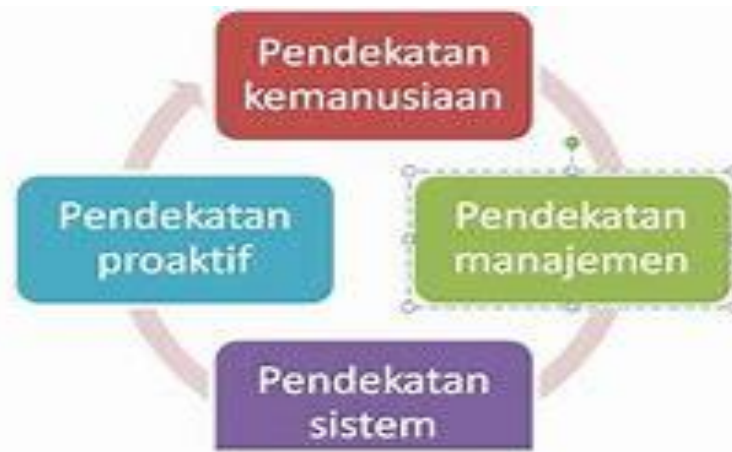 Pendekatan
kemanusiaan
Pendekatan
manajemen
Pendekatan
sistem
Pendekatan
proaktif